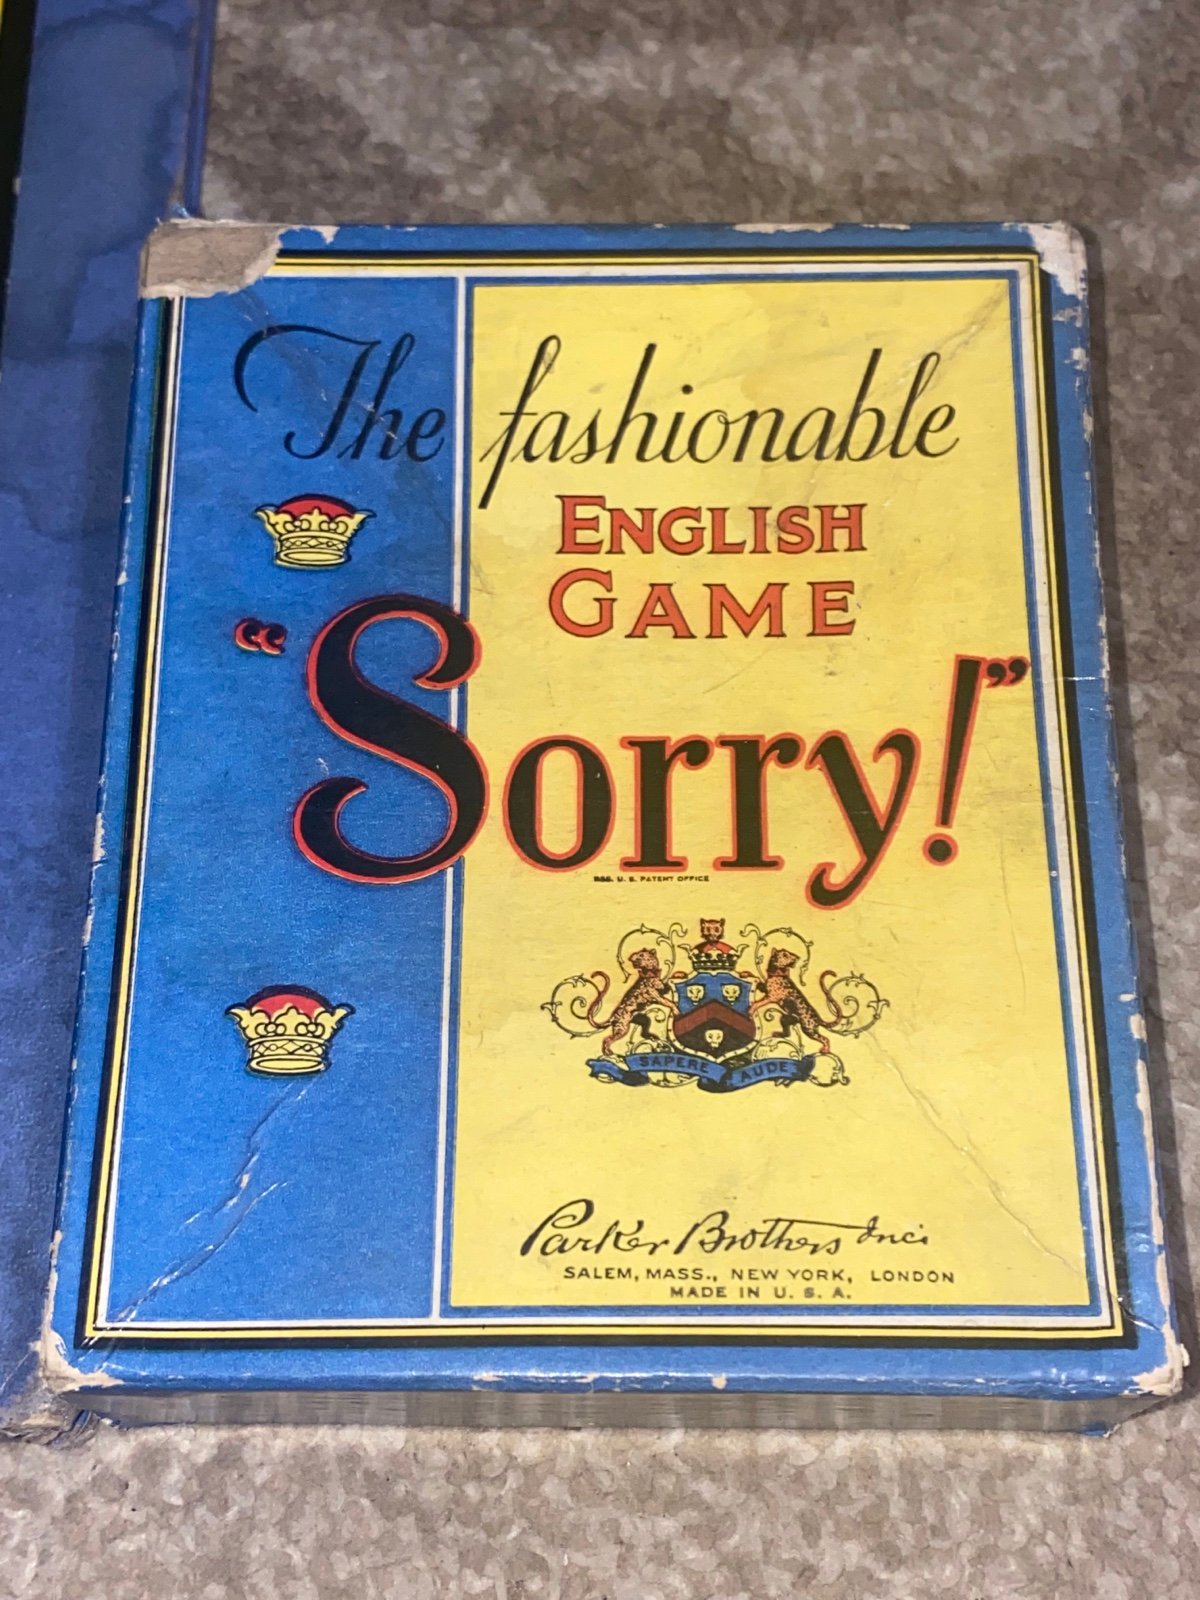 The fashionable
ENGLISH
GAME
"Sorry!"
REG. U. S. PATENT OFFICE
SAPERE AUDE
Parker Brothers Inc.
SALEM, MASS., NEW YORK, LONDON
MADE IN U. S. A.